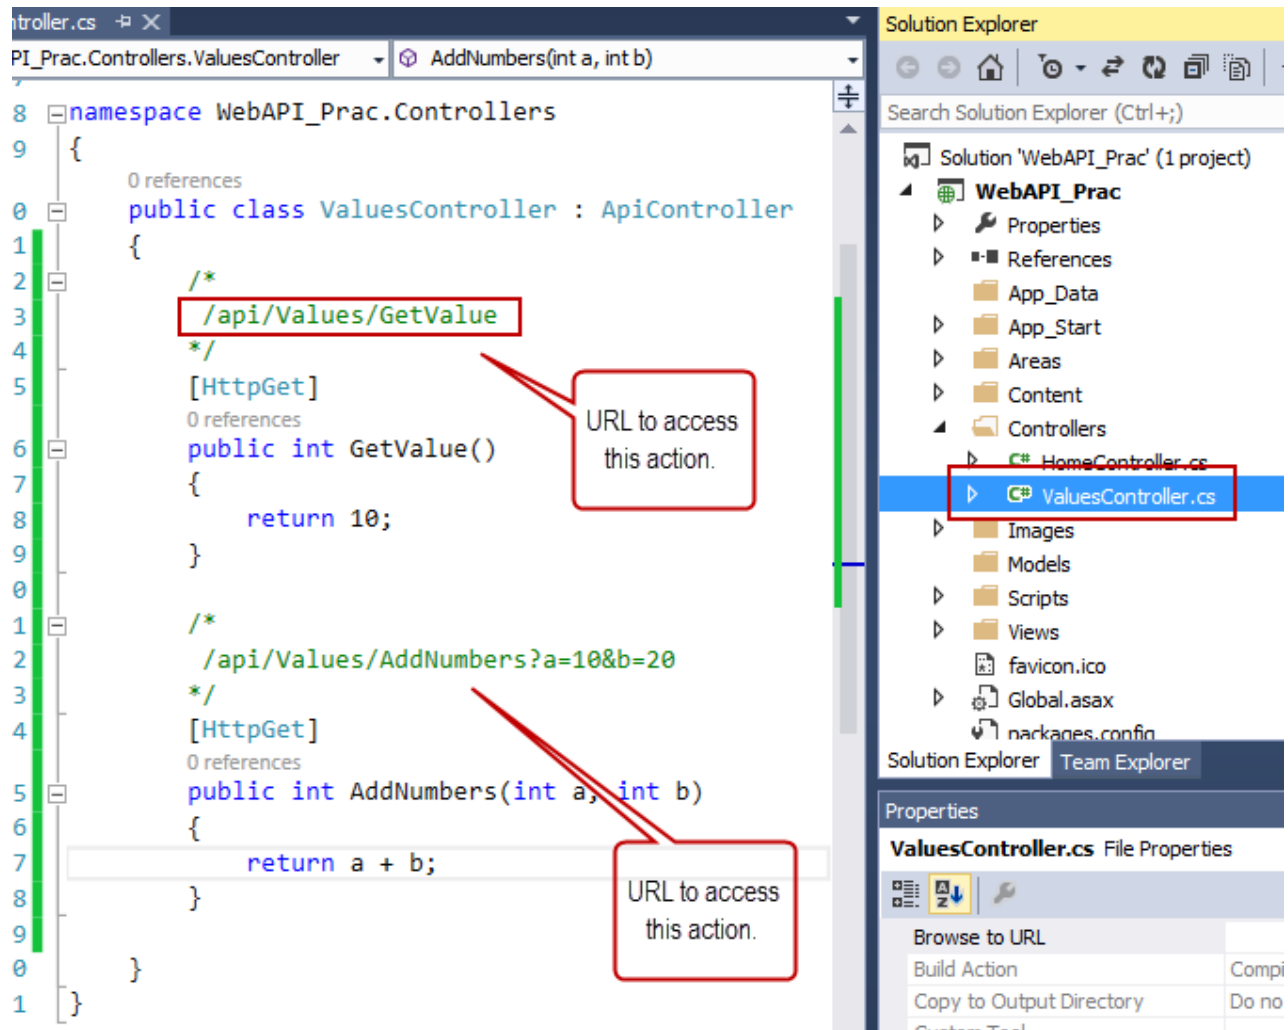 ntroller.cs
PI_Prac.Controllers.ValuesController
AddNumbers(int a, int b)
8 namespace WebAPI_Prac.Controllers
9 {
0 references
0 public class ValuesController : ApiController
1 {
2 /*
3 /api/Values/GetValue
4 */
5 [HttpGet]
0 references
6 public int GetValue()
7 {
8 return 10;
9 }
0
1 /*
2 /api/Values/AddNumbers?a=10&b=20
3 */
4 [HttpGet]
0 references
5 public int AddNumbers(int a, int b)
6 {
7 return a + b;
8 }
9
0 }
1 }
URL to access
this action.
URL to access
this action.
Solution Explorer
Search Solution Explorer (Ctrl+;)
Solution 'WebAPI_Prac' (1 project)
WebAPI_Prac
Properties
References
App_Data
App_Start
Areas
Content
Controllers
C# HomeController.cs
C# ValuesController.cs
Images
Models
Scripts
Views
favicon.ico
Global.asax
packages.config
Solution Explorer Team Explorer
Properties
ValuesController.cs File Properties
Browse to URL
Build Action Compi
Copy to Output Directory Do no
Custom Tool